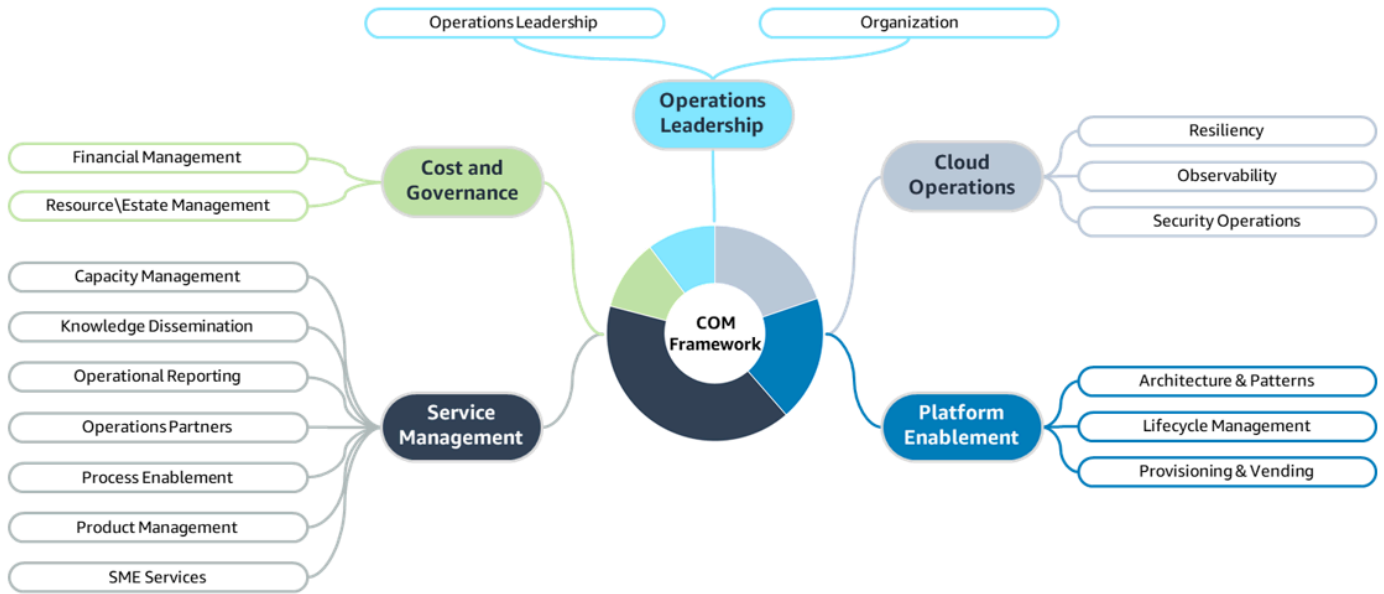 Operations Leadership
Organization
Operations
Leadership
Financial Management
Resource\Estate Management
Cost and
Governance
Cloud
Operations
Resiliency
Observability
Security Operations
Capacity Management
Knowledge Dissemination
Operational Reporting
Operations Partners
Process Enablement
Product Management
SME Services
Service
Management
COM
Framework
Platform
Enablement
Architecture & Patterns
Lifecycle Management
Provisioning & Vending